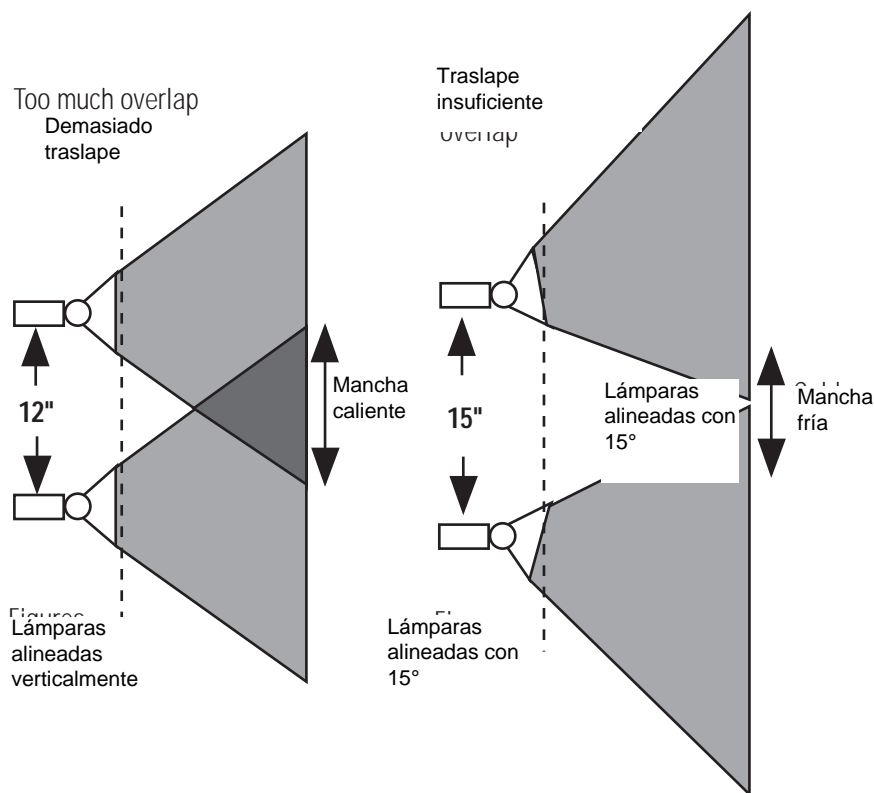 Too much overlap
Demasiado
traslape
12"
Mancha
caliente
Lámparas
alineadas
verticalmente
Traslape
insuficiente
overlap
15"
Lámparas
alineadas con
15°
Mancha
fría
Lámparas
alineadas con
15°